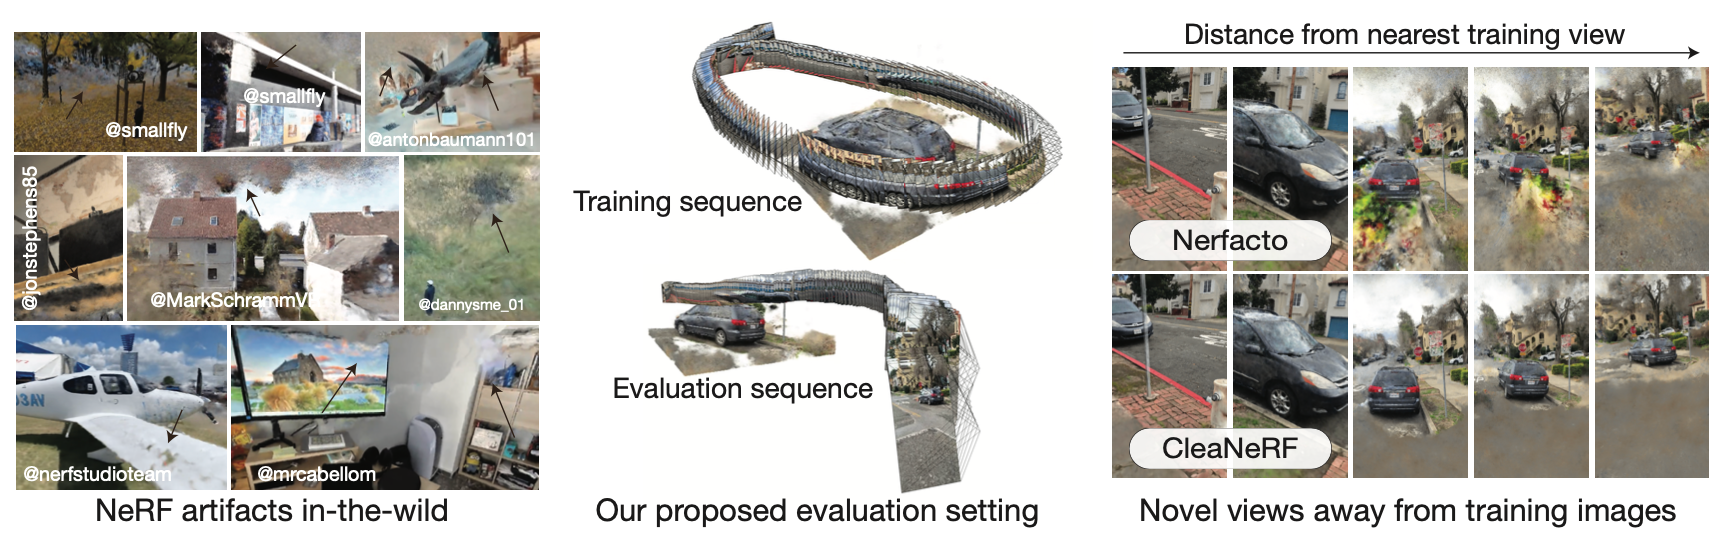 @smallfly
@smallfly
@antonbaumann101
@jonstephens85
@MarkSchrammVR
@dannysme_01
@nerfstudioteam
@mrcabellom
NeRF artifacts in-the-wild
Training sequence
Evaluation sequence
Our proposed evaluation setting
Distance from nearest training view
Nerfacto
CleaNeRF
Novel views away from training images